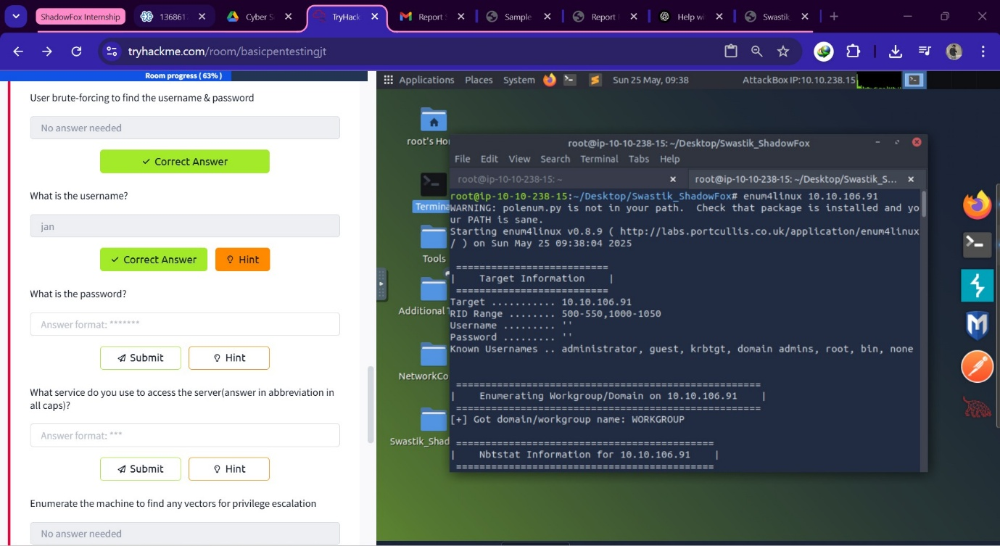 ShadowFox Internship
136861
Cyber S
TryHack
Report
Sample
Report
Help wi
Swastik
tryhackme.com/room/basicpentestingjt
Room progress ( 63% )
User brute-forcing to find the username & password
No answer needed
Correct Answer
What is the username?
jan
Correct Answer
Hint
What is the password?
Answer format: *******
Submit
Hint
What service do you use to access the server(answer in abbreviation in
all caps)?
Answer format: ***
Submit
Hint
Enumerate the machine to find any vectors for privilege escalation
No answer needed
Applications Places System Sun 25 May, 09:38 AttackBox IP:10.10.238.15
root's Ho
Termina
Tools
Additional T
NetworkCo
Swastik_Shad
root@ip-10-10-238-15: ~/Desktop/Swastik_ShadowFox
File Edit View Search Terminal Tabs Help
root@ip-10-10-238-15: ~
root@ip-10-10-238-15: ~/Desktop/Swastik_S...
root@ip-10-10-238-15:~/Desktop/Swastik_ShadowFox# enum4linux 10.10.106.91
WARNING: polenum.py is not in your path.  Check that package is installed and yo
ur PATH is sane.
Starting enum4linux v0.8.9 ( http://labs.portcullis.co.uk/application/enum4linux
/ ) on Sun May 25 09:38:04 2025
==========================
|    Target Information    |
==========================
Target ........... 10.10.106.91
RID Range ........ 500-550,1000-1050
Username ......... ''
Password ......... ''
Known Usernames .. administrator, guest, krbtgt, domain admins, root, bin, none
====================================================
|    Enumerating Workgroup/Domain on 10.10.106.91    |
====================================================
[+] Got domain/workgroup name: WORKGROUP
============================================
|    Nbtstat Information for 10.10.106.91    |
============================================